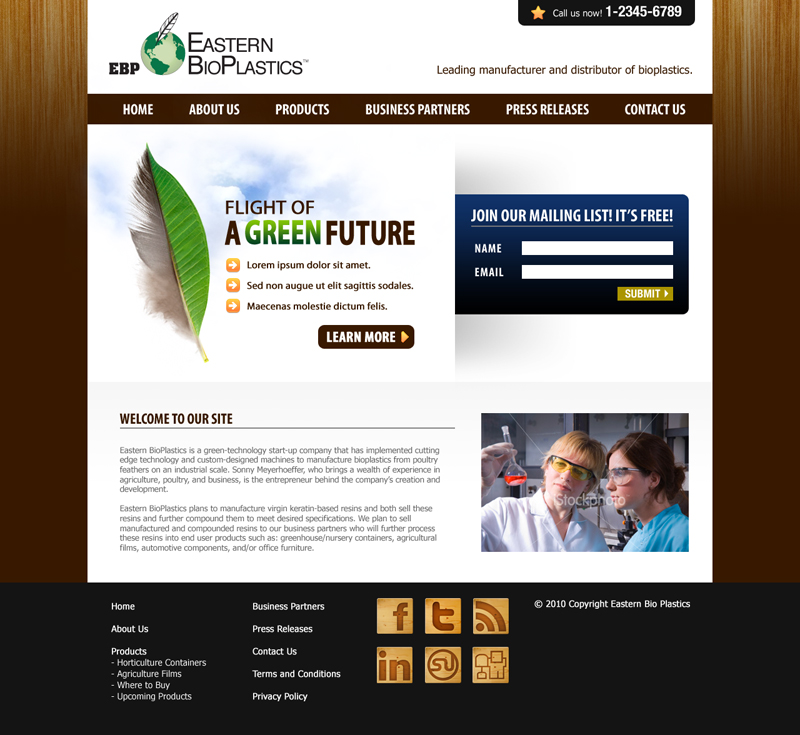 Call us now! 1-2345-6789
EBP
EASTERN
BIOPLASTICS™
Leading manufacturer and distributor of bioplastics.
HOME ABOUT US PRODUCTS BUSINESS PARTNERS PRESS RELEASES CONTACT US
FLIGHT OF
A GREEN FUTURE
Lorem ipsum dolor sit amet.
Sed non augue ut elit sagittis sodales.
Maecenas molestie dictum felis.
LEARN MORE
JOIN OUR MAILING LIST! IT'S FREE!
NAME
EMAIL
SUBMIT
WELCOME TO OUR SITE
Eastern BioPlastics is a green-technology start-up company that has implemented cutting
edge technology and custom-designed machines to manufacture bioplastics from poultry
feathers on an industrial scale. Sonny Meyerhoeffer, who brings a wealth of experience in
agriculture, poultry, and business, is the entrepreneur behind the company's creation and
development.
Eastern BioPlastics plans to manufacture virgin keratin-based resins and both sell these
resins and further compound them to meet desired specifications. We plan to sell
manufactured and compounded resins to our business partners who will further process
these resins into end user products such as: greenhouse/nursery containers, agricultural
films, automotive components, and/or office furniture.
iStockphoto
Home
About Us
Products
- Horticulture Containers
- Agriculture Films
- Where to Buy
- Upcoming Products
Business Partners
Press Releases
Contact Us
Terms and Conditions
Privacy Policy
f t
in
© 2010 Copyright Eastern Bio Plastics